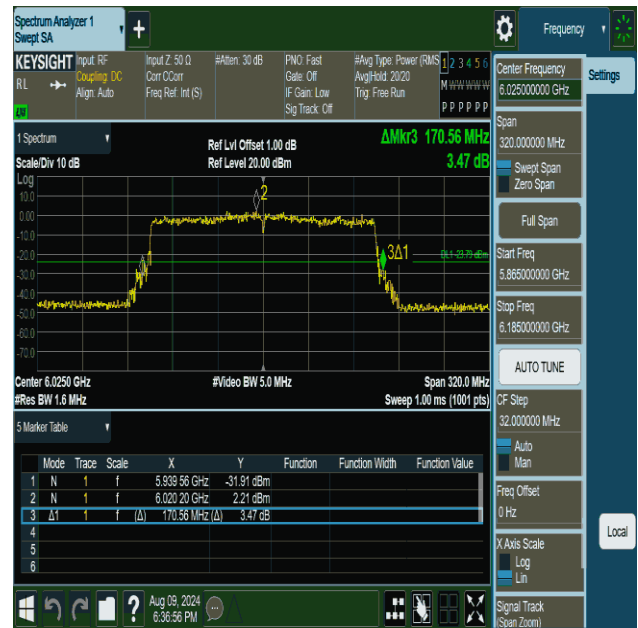 Spectrum Analyzer 1
Swept SA
+
Frequency
KEYSIGHT
RL
Input: RF
Coupling: DC
Align: Auto
Input Z: 50 Ω
Corr CCorr
Freq Ref: Int (S)
#Atten: 30 dB
PNO: Fast
Gate: Off
IF Gain: Low
Sig Track: Off
#Avg Type: Power (RMS
Avg|Hold: 20/20
Trig: Free Run
1 2 3 4 5 6
M W W W W W
P P P P P P
1 Spectrum
Scale/Div 10 dB
Log
Ref Lvl Offset 1.00 dB
Ref Level 20.00 dBm
ΔMkr3 170.56 MHz
3.47 dB
10.0
0.00
-10.0
-20.0
-30.0
-40.0
-50.0
-60.0
-70.0
2
3Δ1
DL1 -23.79 dBm
Center 6.0250 GHz
#Res BW 1.6 MHz
#Video BW 5.0 MHz
Span 320.0 MHz
Sweep 1.00 ms (1001 pts)
5 Marker Table
Mode Trace Scale X Y Function Function Width Function Value
1 N 1 f 5.939 56 GHz -31.91 dBm
2 N 1 f 6.020 20 GHz 2.21 dBm
3 Δ1 1 f (Δ) 170.56 MHz (Δ) 3.47 dB
4
5
6
Aug 09, 2024
6:36:56 PM
Center Frequency
6.025000000 GHz
Settings
Span
320.000000 MHz
Swept Span
Zero Span
Full Span
Start Freq
5.865000000 GHz
Stop Freq
6.185000000 GHz
AUTO TUNE
CF Step
32.000000 MHz
Auto
Man
Freq Offset
0 Hz
X Axis Scale
Log
Lin
Local
Signal Track
(Span Zoom)